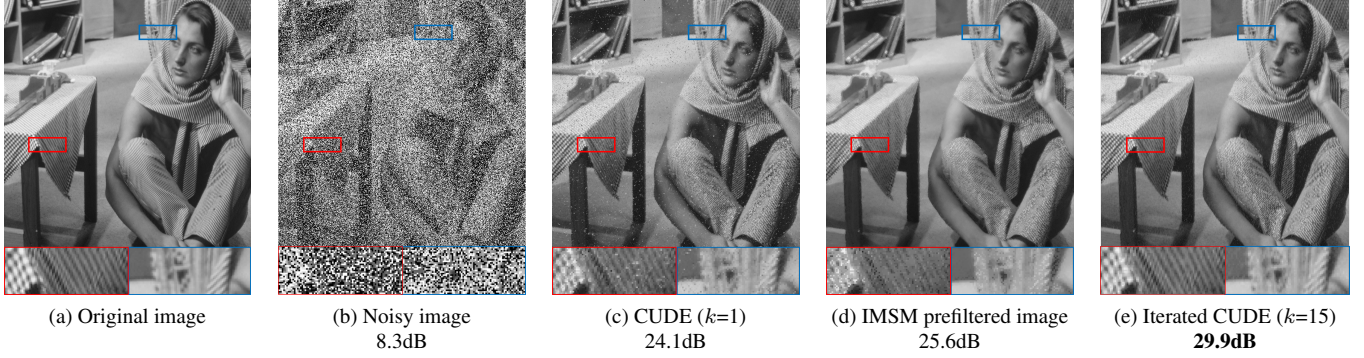 (a) Original image
(b) Noisy image
8.3dB
(c) CUDE (k=1)
24.1dB
(d) IMSM prefiltered image
25.6dB
(e) Iterated CUDE (k=15)
29.9dB